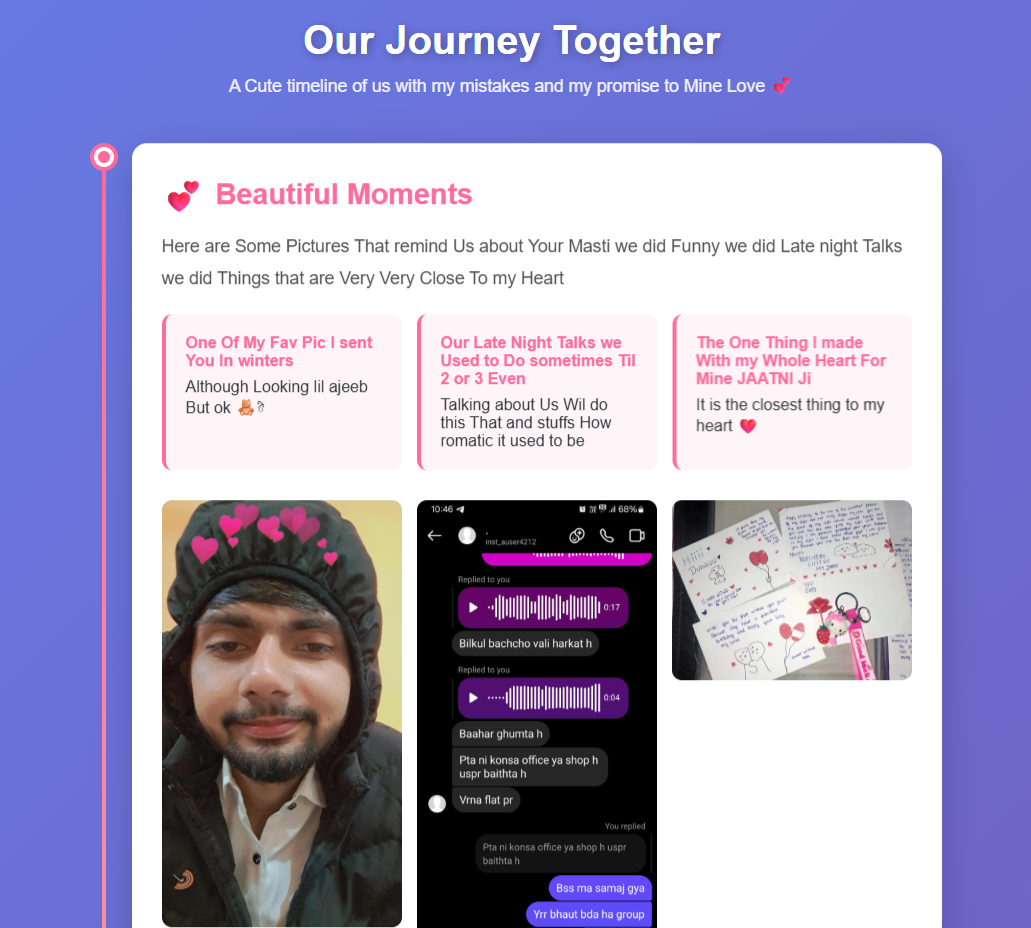 Our Journey Together
A Cute timeline of us with my mistakes and my promise to Mine Love 💕
💕 Beautiful Moments
Here are Some Pictures That remind Us about Your Masti we did Funny we did Late night Talks
we did Things that are Very Very Close To my Heart
One Of My Fav Pic I sent
You In winters
Although Looking lil ajeeb
But ok 🧸
Our Late Night Talks we
Used to Do sometimes Til
2 or 3 Even
Talking about Us Wil do
this That and stuffs How
romatic it used to be
The One Thing I made
With my Whole Heart For
Mine JAATNI Ji
It is the closest thing to my
heart ❤️
10:46
68%
inst_auser4212
Replied to you
0:17
Bilkul bachcho vali harkat h
Replied to you
0:04
Baahar ghumta h
Pta ni konsa office ya shop h
uspr baithta h
Vrna flat pr
You replied
Pta ni konsa office ya shop h uspr
baithta h
Bss ma samaj gya
Yrr bhaut bda ha group